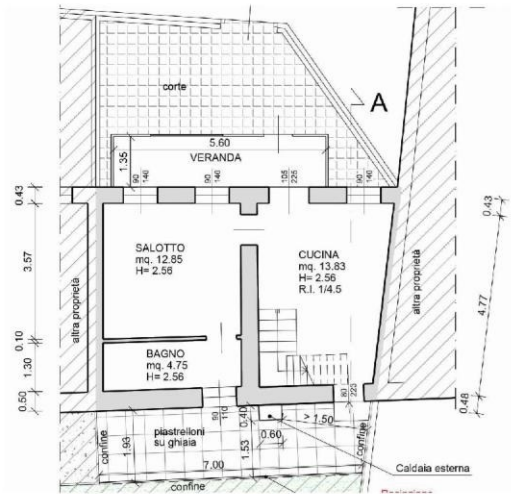 corte
A
5.60
1.35
VERANDA
90
140
90
140
105
225
90
140
0.43
0.43
SALOTTO
mq. 12.85
H= 2.56
CUCINA
mq. 13.83
H= 2.56
R.I. 1/4.5
3.57
altra proprietà
altra proprietà
4.77
0.10
BAGNO
mq. 4.75
H= 2.56
1.30
0.50
0.48
90
110
80
223
0.40
> 1.50
confine
1.93
piastrelloni
su ghiaia
0.60
1.53
confine
7.00
Caldaia esterna
confine